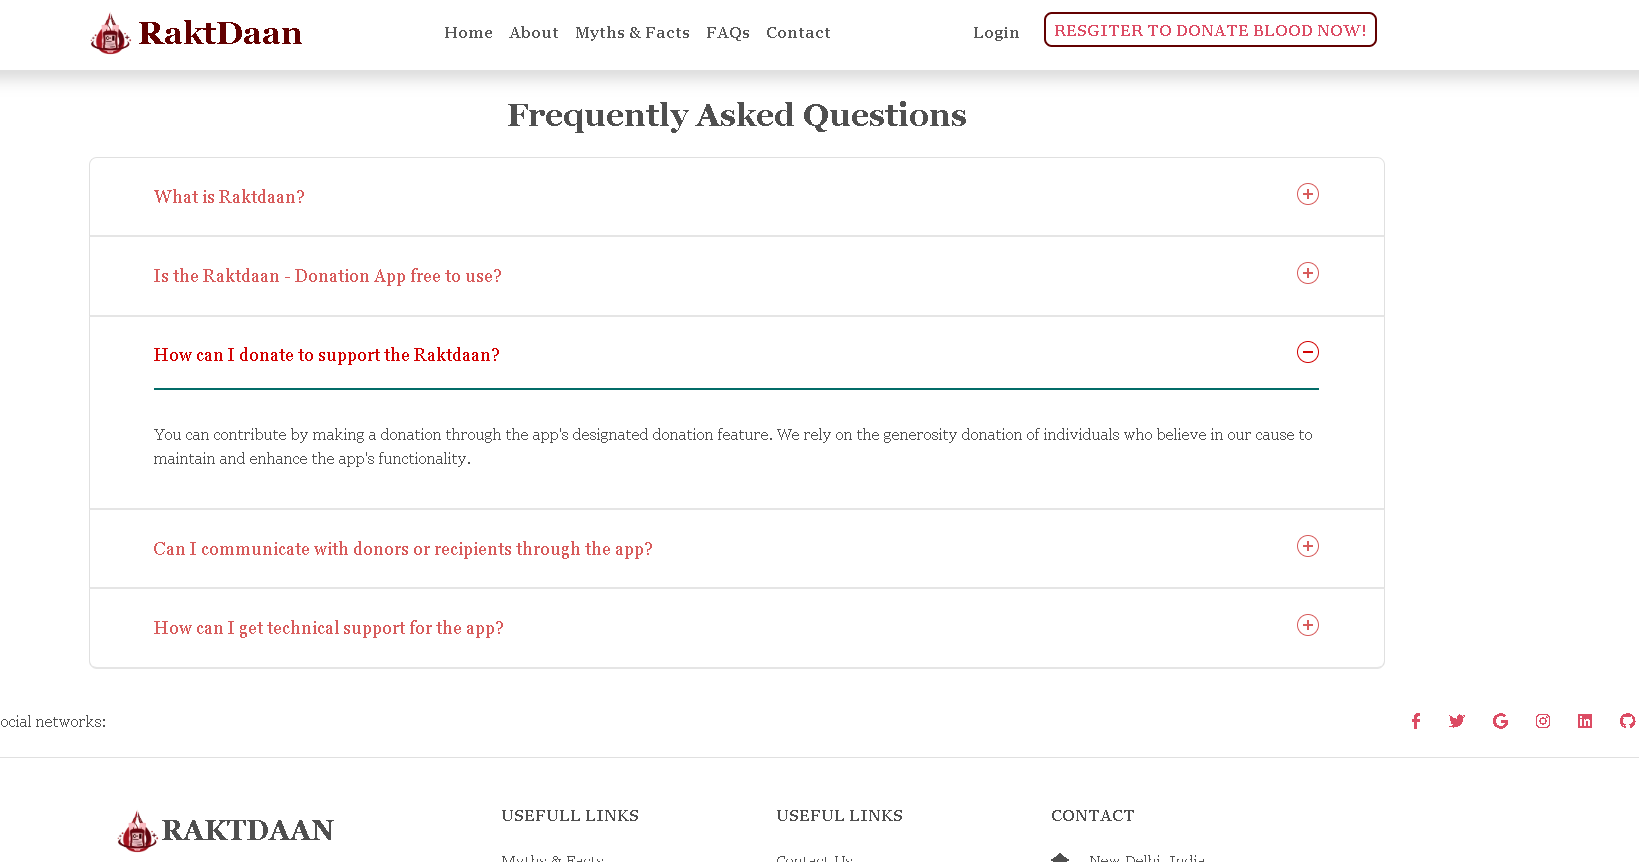 RaktDaan
Home About Myths & Facts FAQs Contact
Login RESGITER TO DONATE BLOOD NOW!
Frequently Asked Questions
What is Raktdaan?
Is the Raktdaan - Donation App free to use?
How can I donate to support the Raktdaan?
You can contribute by making a donation through the app's designated donation feature. We rely on the generosity donation of individuals who believe in our cause to
maintain and enhance the app's functionality.
Can I communicate with donors or recipients through the app?
How can I get technical support for the app?
ocial networks:
RAKTDAAN
USEFULL LINKS
Myths & Facts
USEFUL LINKS
Contact Us
CONTACT
New Delhi, India